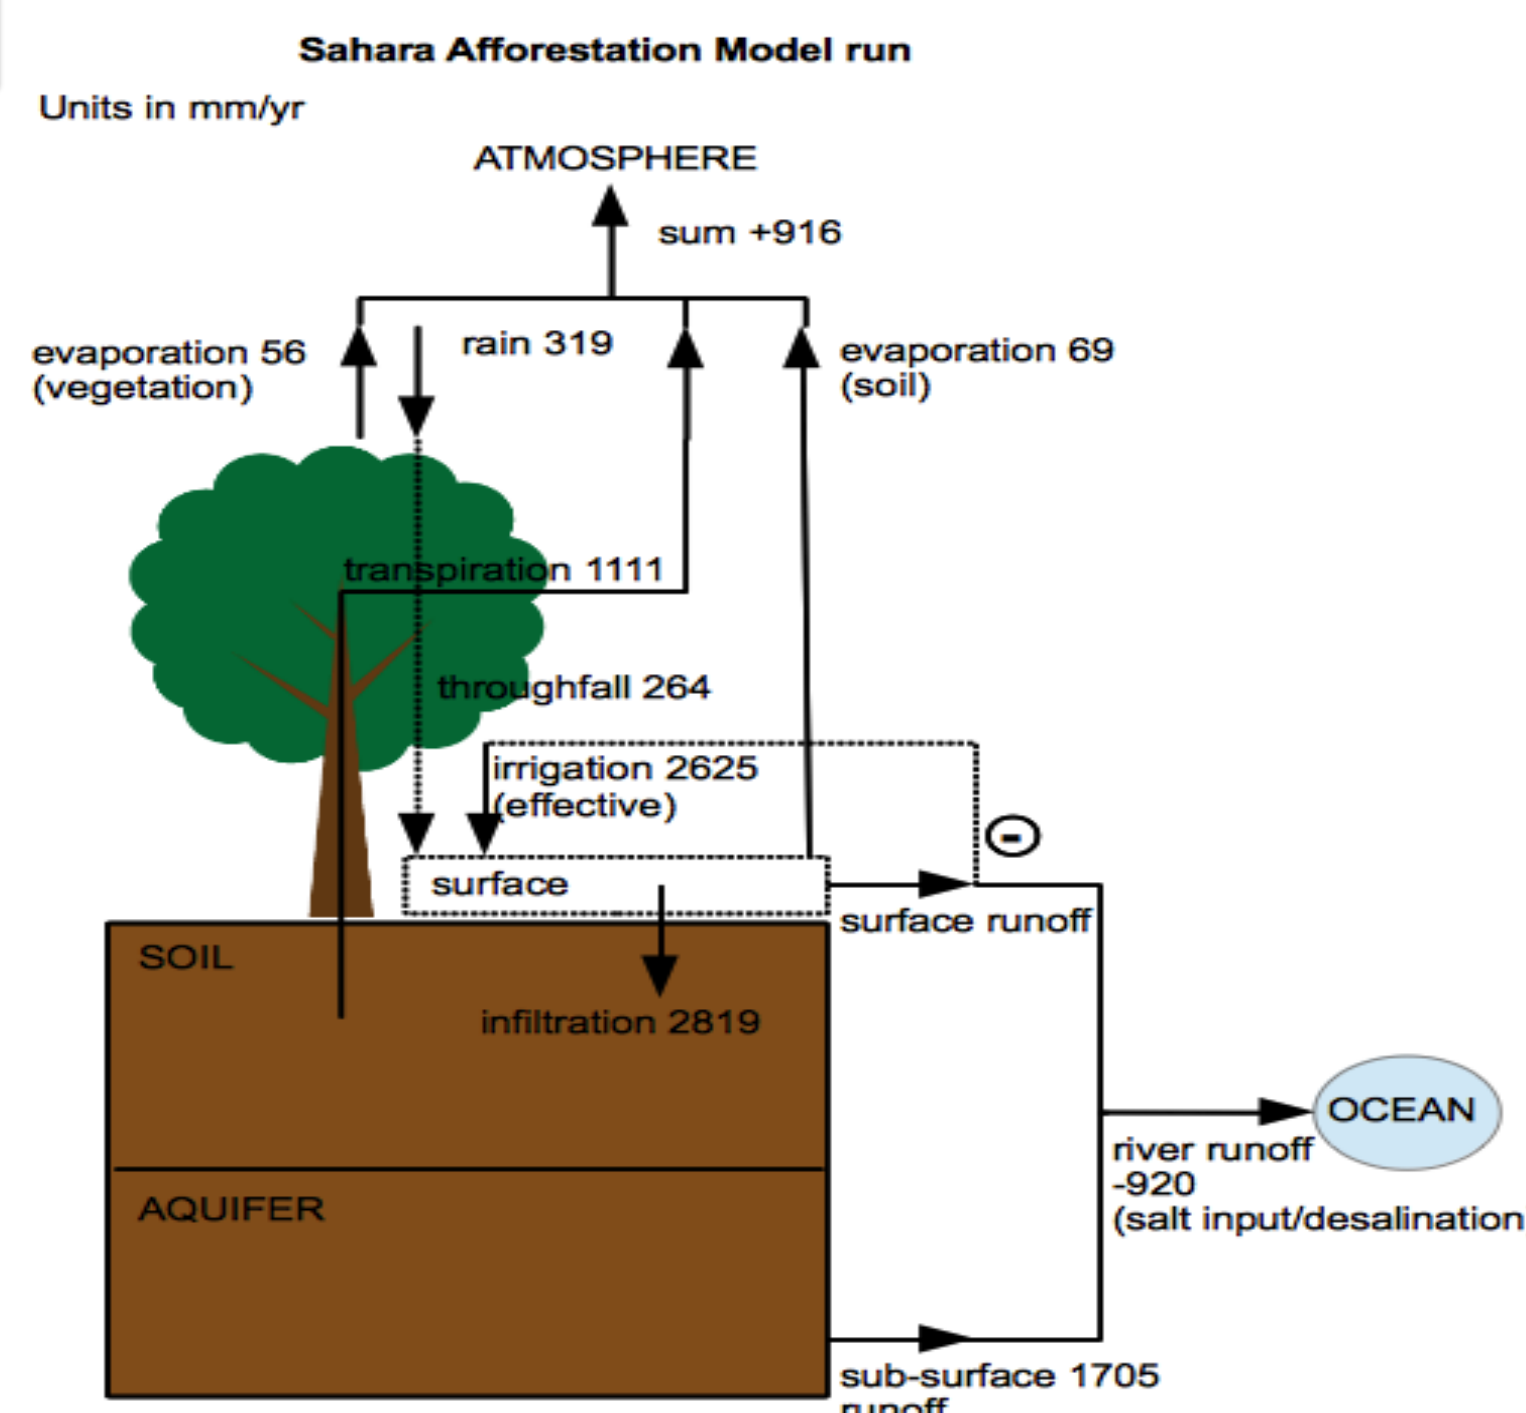 Sahara Afforestation Model run
Units in mm/yr
ATMOSPHERE
sum +916
evaporation 56
(vegetation)
rain 319
evaporation 69
(soil)
transpiration 1111
throughfall 264
irrigation 2625
(effective)
-
surface
surface runoff
SOIL
infiltration 2819
OCEAN
river runoff
-920
(salt input/desalination
AQUIFER
sub-surface 1705
runoff